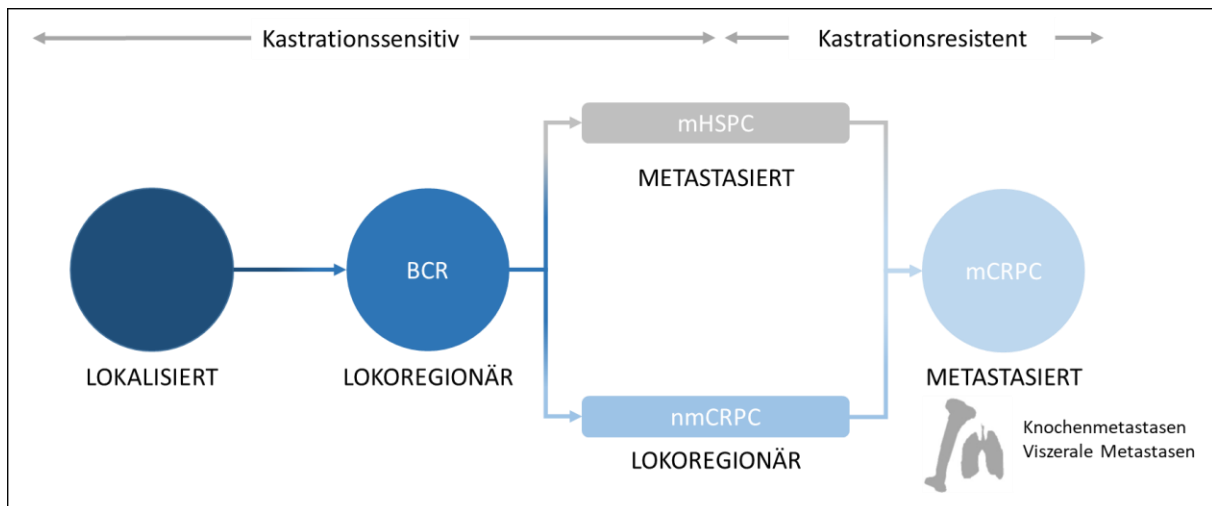 Kastrationssensitiv
Kastrationsresistent
mHSPC
METASTASIERT
BCR
mCRPC
LOKALISIERT
LOKOREGIONÄR
METASTASIERT
nmCRPC
LOKOREGIONÄR
Knochenmetastasen
Viszerale Metastasen